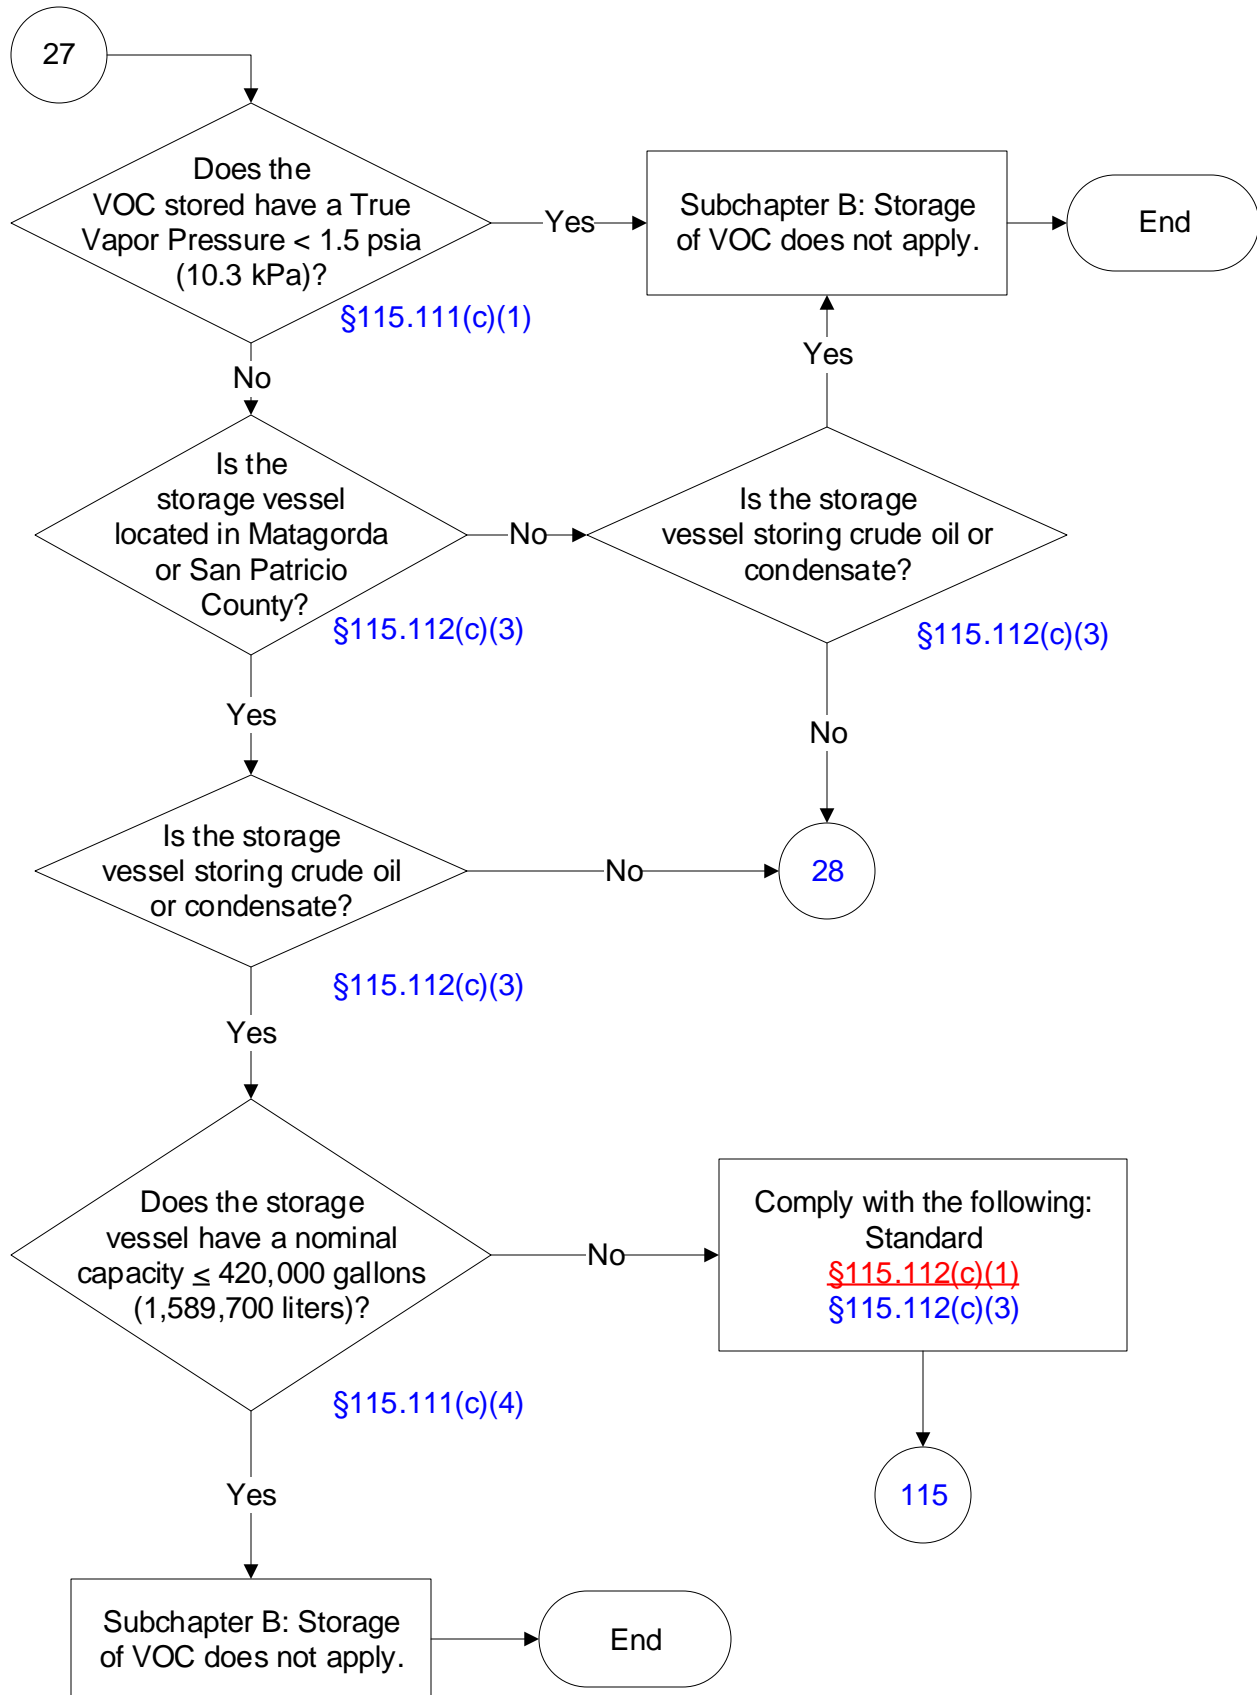 27
Does the
VOC stored have a True
Vapor Pressure < 1.5 psia
(10.3 kPa)?
§115.111(c)(1)
Yes
Subchapter B: Storage
of VOC does not apply.
End
No
Yes
Is the
storage vessel
located in Matagorda
or San Patricio
County?
§115.112(c)(3)
No
Is the storage
vessel storing crude oil or
condensate?
§115.112(c)(3)
Yes
No
Is the storage
vessel storing crude oil
or condensate?
§115.112(c)(3)
No
28
Yes
Does the storage
vessel have a nominal
capacity ≤ 420,000 gallons
(1,589,700 liters)?
§115.111(c)(4)
No
Comply with the following:
Standard
§115.112(c)(1)
§115.112(c)(3)
115
Yes
Subchapter B: Storage
of VOC does not apply.
End